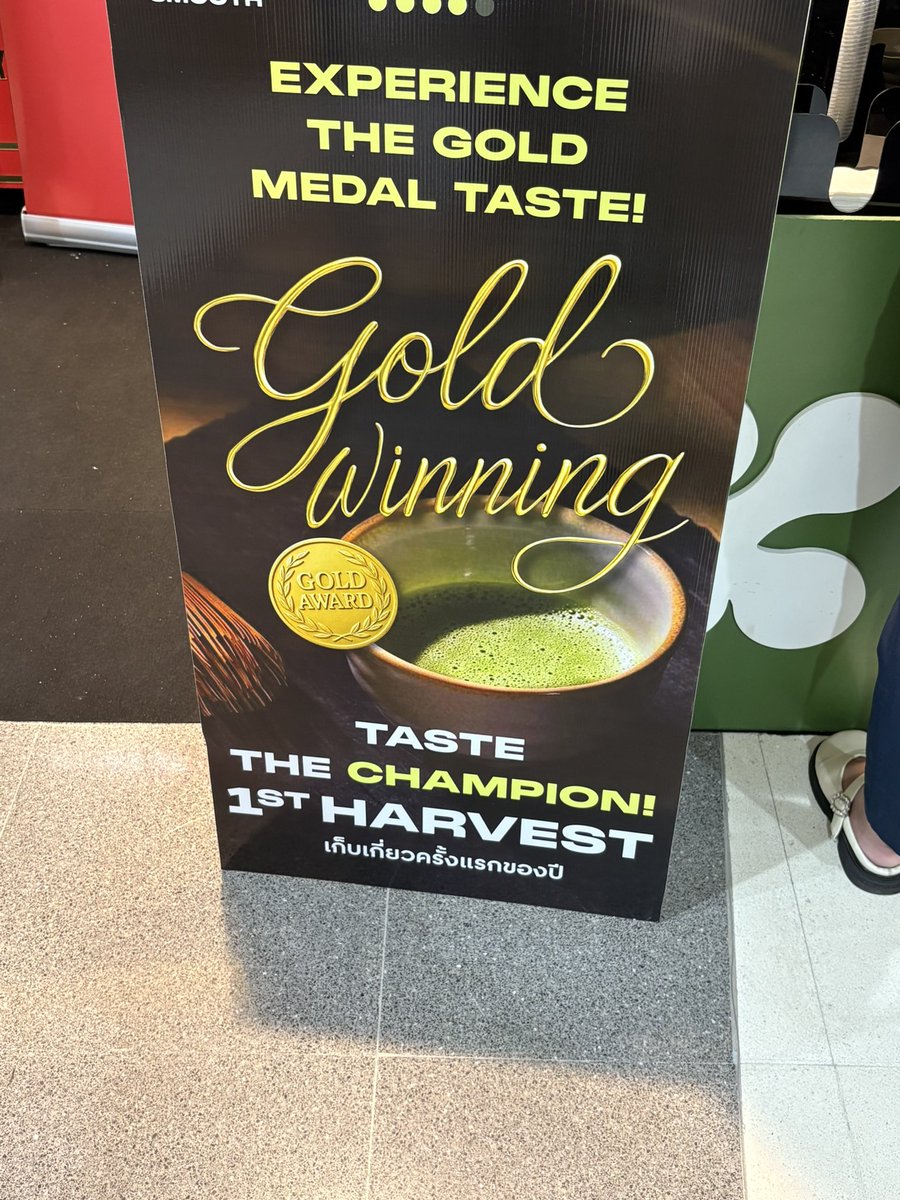 SMOOTH
EXPERIENCE
THE GOLD
MEDAL TASTE!
Gold
Winning
GOLD
AWARD
TASTE
THE CHAMPION!
1ST HARVEST
เก็บเกี่ยวครั้งแรกของปี